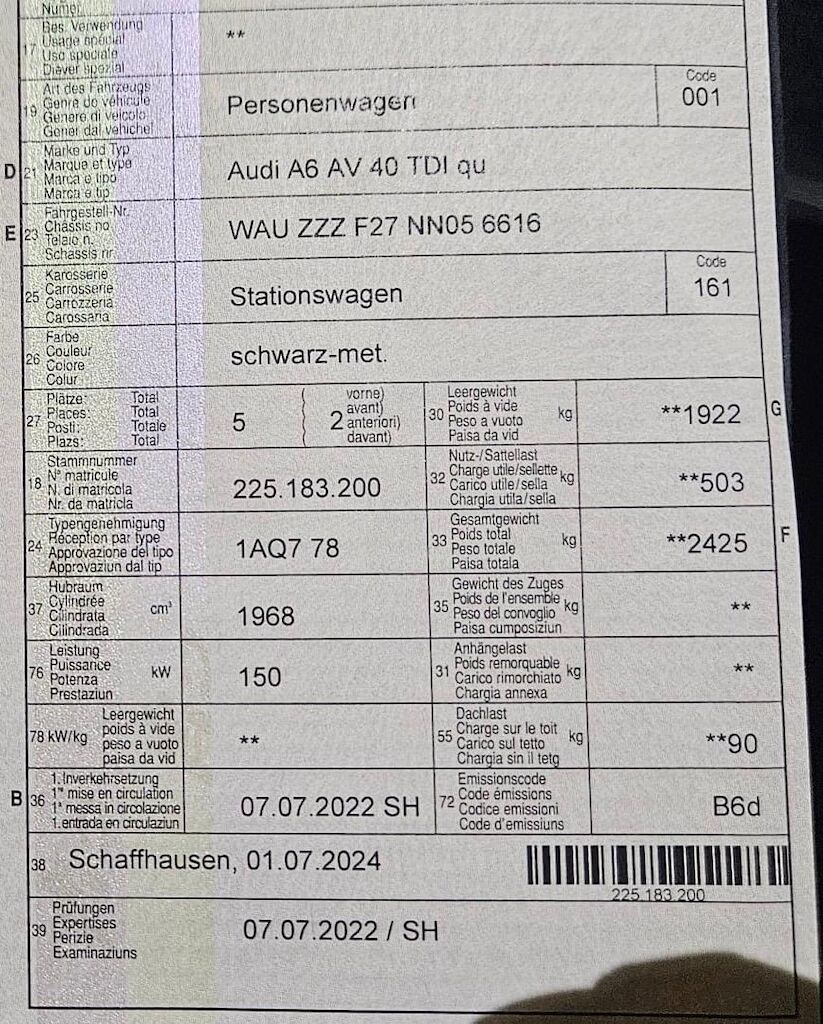 Numer
17 Bes. Verwendung
Usage spécial
Uso speciale
Diever spezial
**
19 Art des Fahrzeugs
Genre de véhicule
Genere di veicolo
Gener dal vehichel
Personenwagen
Code
001
D 21 Marke und Typ
Marque et type
Marca e tipo
Marca e tip
Audi A6 AV 40 TDI qu
E 23 Fahrgestell-Nr.
Châssis no
Telaio n.
Schassis nr.
WAU ZZZ F27 NN05 6616
25 Karosserie
Carrosserie
Carrozzeria
Carossaria
Stationswagen
Code
161
26 Farbe
Couleur
Colore
Colur
schwarz-met.
27 Plätze: Total
Places: Total
Posti: Totale
Plazs: Total
5
2
vorne)
avant)
anteriori)
davant)
30 Leergewicht
Poids à vide
Peso a vuoto
Paisa da vid
kg
**1922
G
18 Stammnummer
N° matricule
N. di matricola
Nr. da matricla
225.183.200
32 Nutz-/Sattellast
Charge utile/sellette
Carico utile/sella
Chargia utila/sella
kg
**503
24 Typengenehmigung
Réception par type
Approvazione del tipo
Approvaziun dal tip
1AQ7 78
33 Gesamtgewicht
Poids total
Peso totale
Paisa totala
kg
**2425
F
37 Hubraum
Cylindrée
Cilindrata
Cilindrada
cm³
1968
35 Gewicht des Zuges
Poids de l'ensemble
Peso del convoglio
Paisa cumposiziun
kg
**
76 Leistung
Puissance
Potenza
Prestaziun
kW
150
31 Anhängelast
Poids remorquable
Carico rimorchiato
Chargia annexa
kg
**
78 kW/kg
Leergewicht
poids à vide
peso a vuoto
paisa da vid
**
55 Dachlast
Charge sur le toit
Carico sul tetto
Chargia sin il tetg
kg
**90
B 36 1. Inverkehrsetzung
1re mise en circulation
1a messa in circolazione
1. entrada en circulaziun
07.07.2022 SH
72 Emissionscode
Code émissions
Codice emissioni
Code d'emissiuns
B6d
38 Schaffhausen, 01.07.2024
225 183 200
39 Prüfungen
Expertises
Perizie
Examinaziuns
07.07.2022 / SH